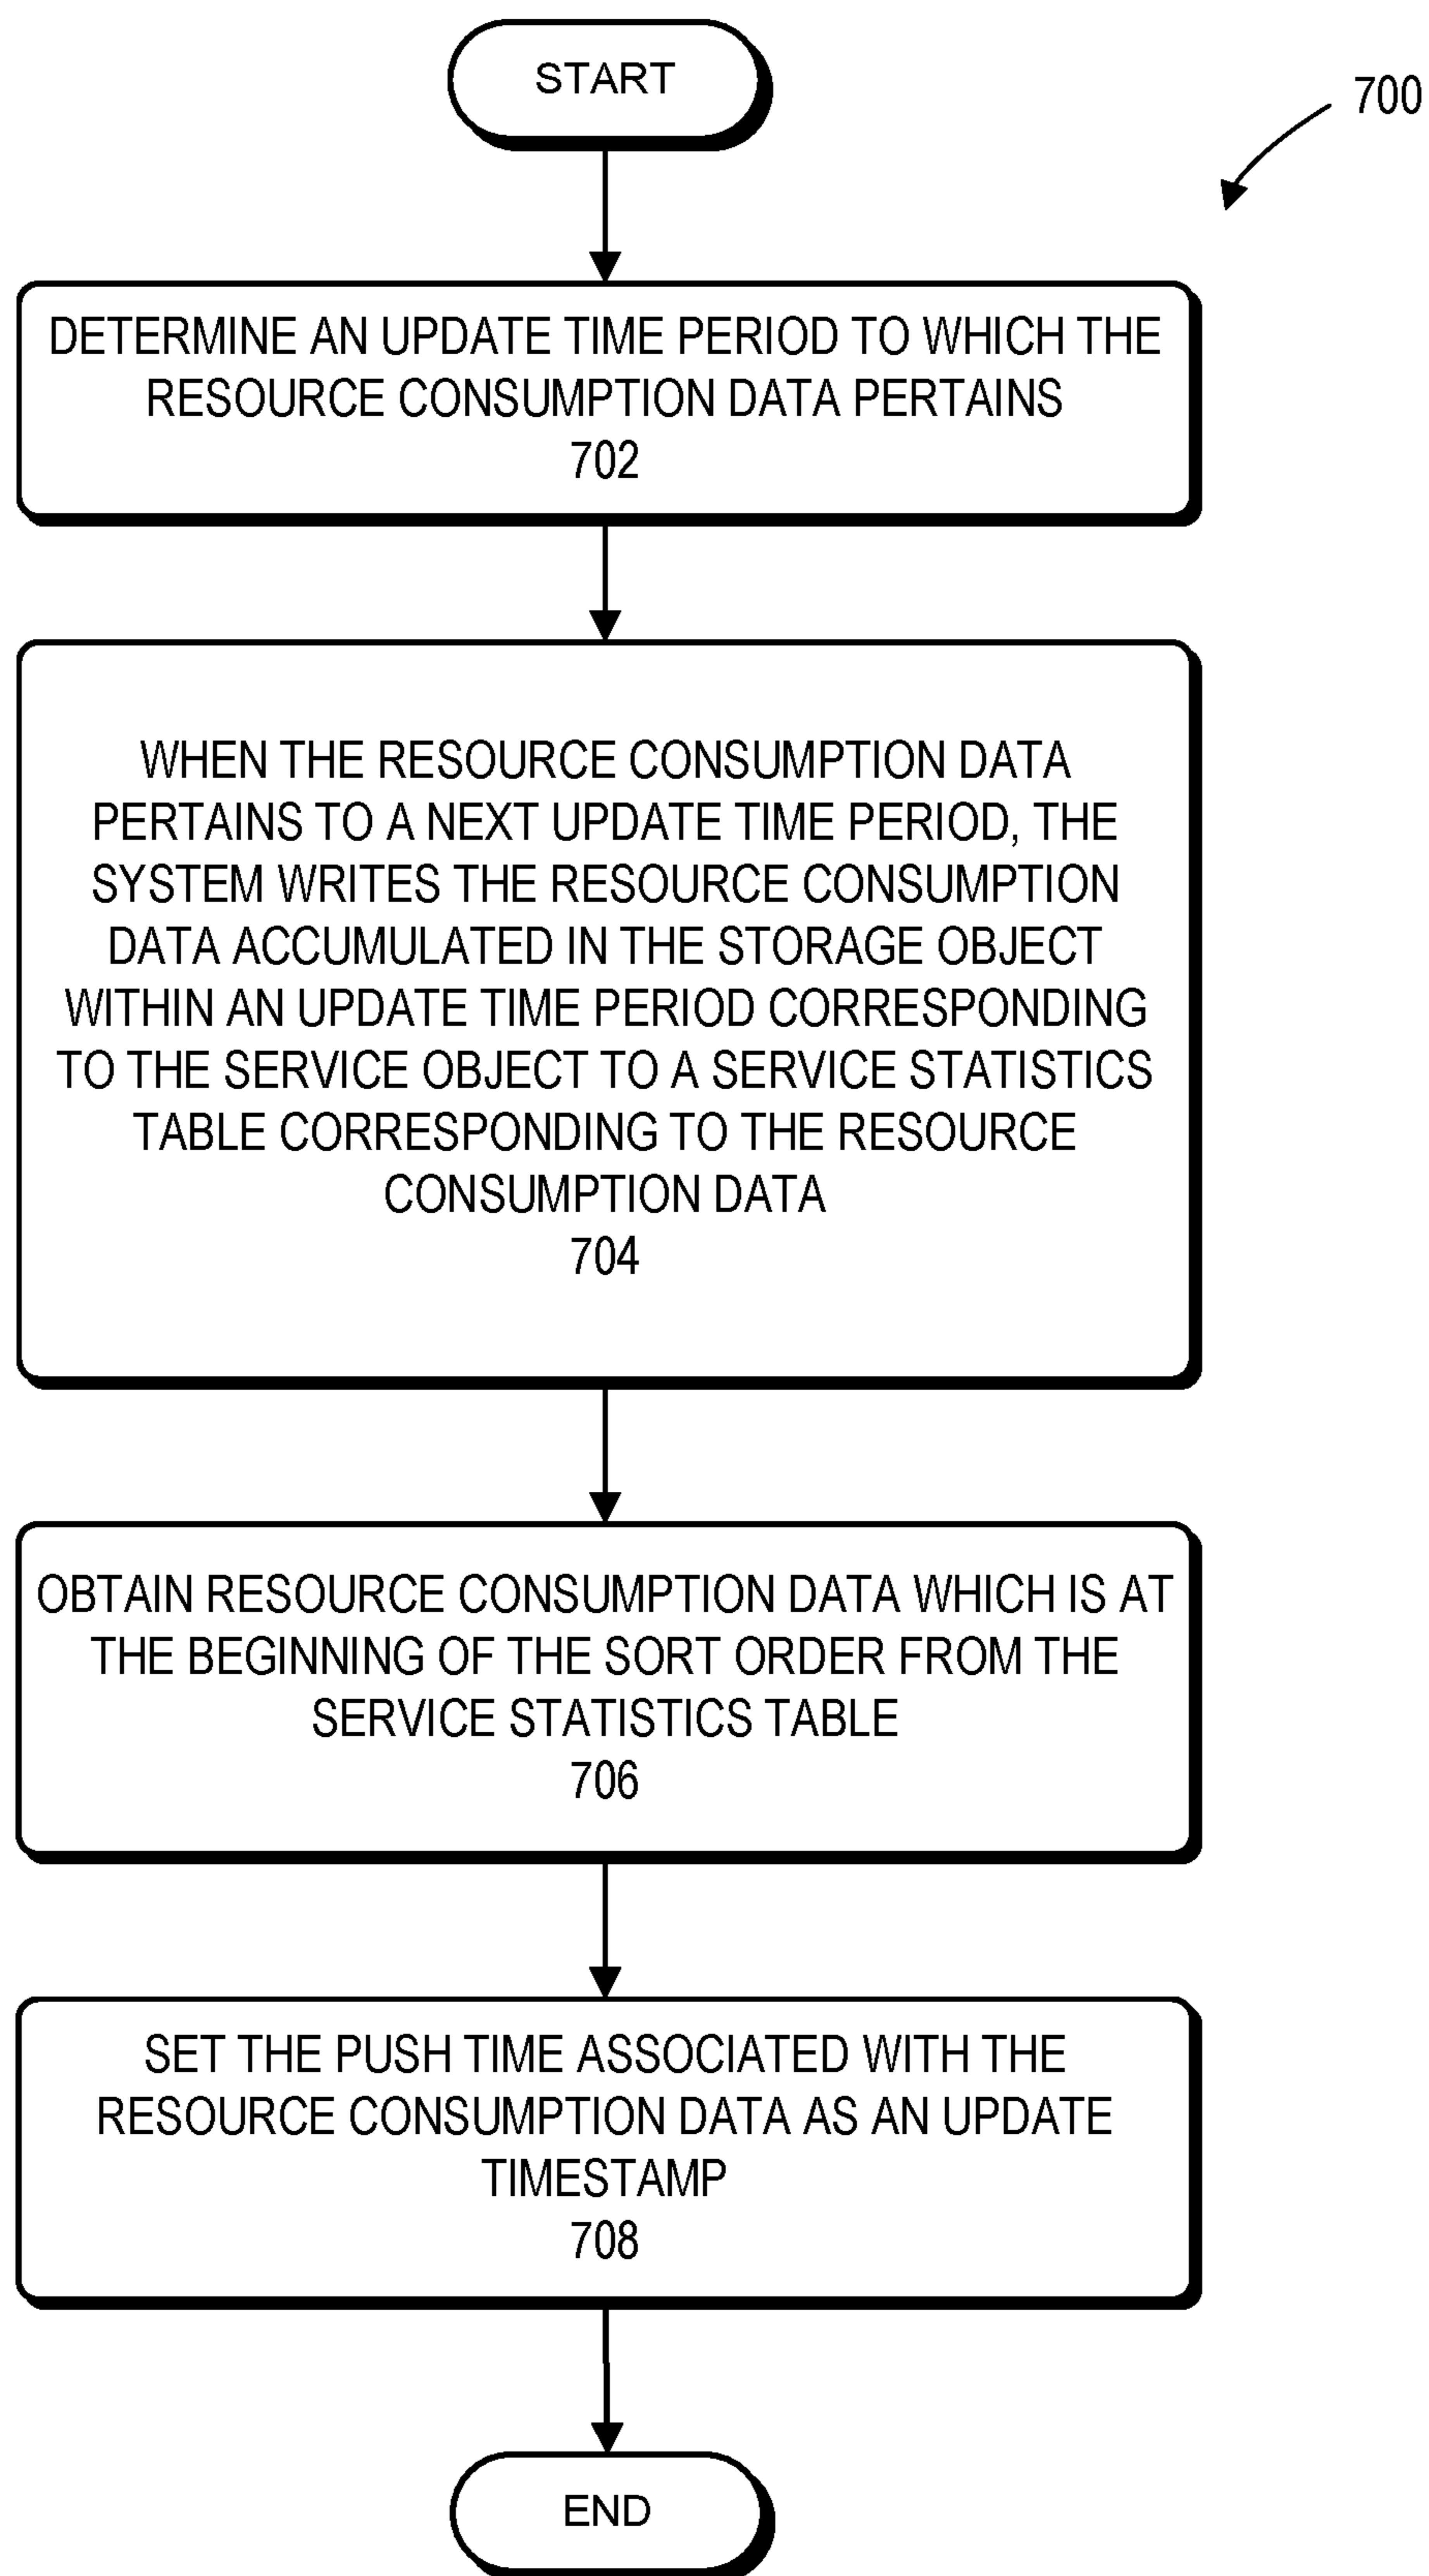 START
700
DETERMINE AN UPDATE TIME PERIOD TO WHICH THE
RESOURCE CONSUMPTION DATA PERTAINS
702
WHEN THE RESOURCE CONSUMPTION DATA
PERTAINS TO A NEXT UPDATE TIME PERIOD, THE
SYSTEM WRITES THE RESOURCE CONSUMPTION
DATA ACCUMULATED IN THE STORAGE OBJECT
WITHIN AN UPDATE TIME PERIOD CORRESPONDING
TO THE SERVICE OBJECT TO A SERVICE STATISTICS
TABLE CORRESPONDING TO THE RESOURCE
CONSUMPTION DATA
704
OBTAIN RESOURCE CONSUMPTION DATA WHICH IS AT
THE BEGINNING OF THE SORT ORDER FROM THE
SERVICE STATISTICS TABLE
706
SET THE PUSH TIME ASSOCIATED WITH THE
RESOURCE CONSUMPTION DATA AS AN UPDATE
TIMESTAMP
708
END